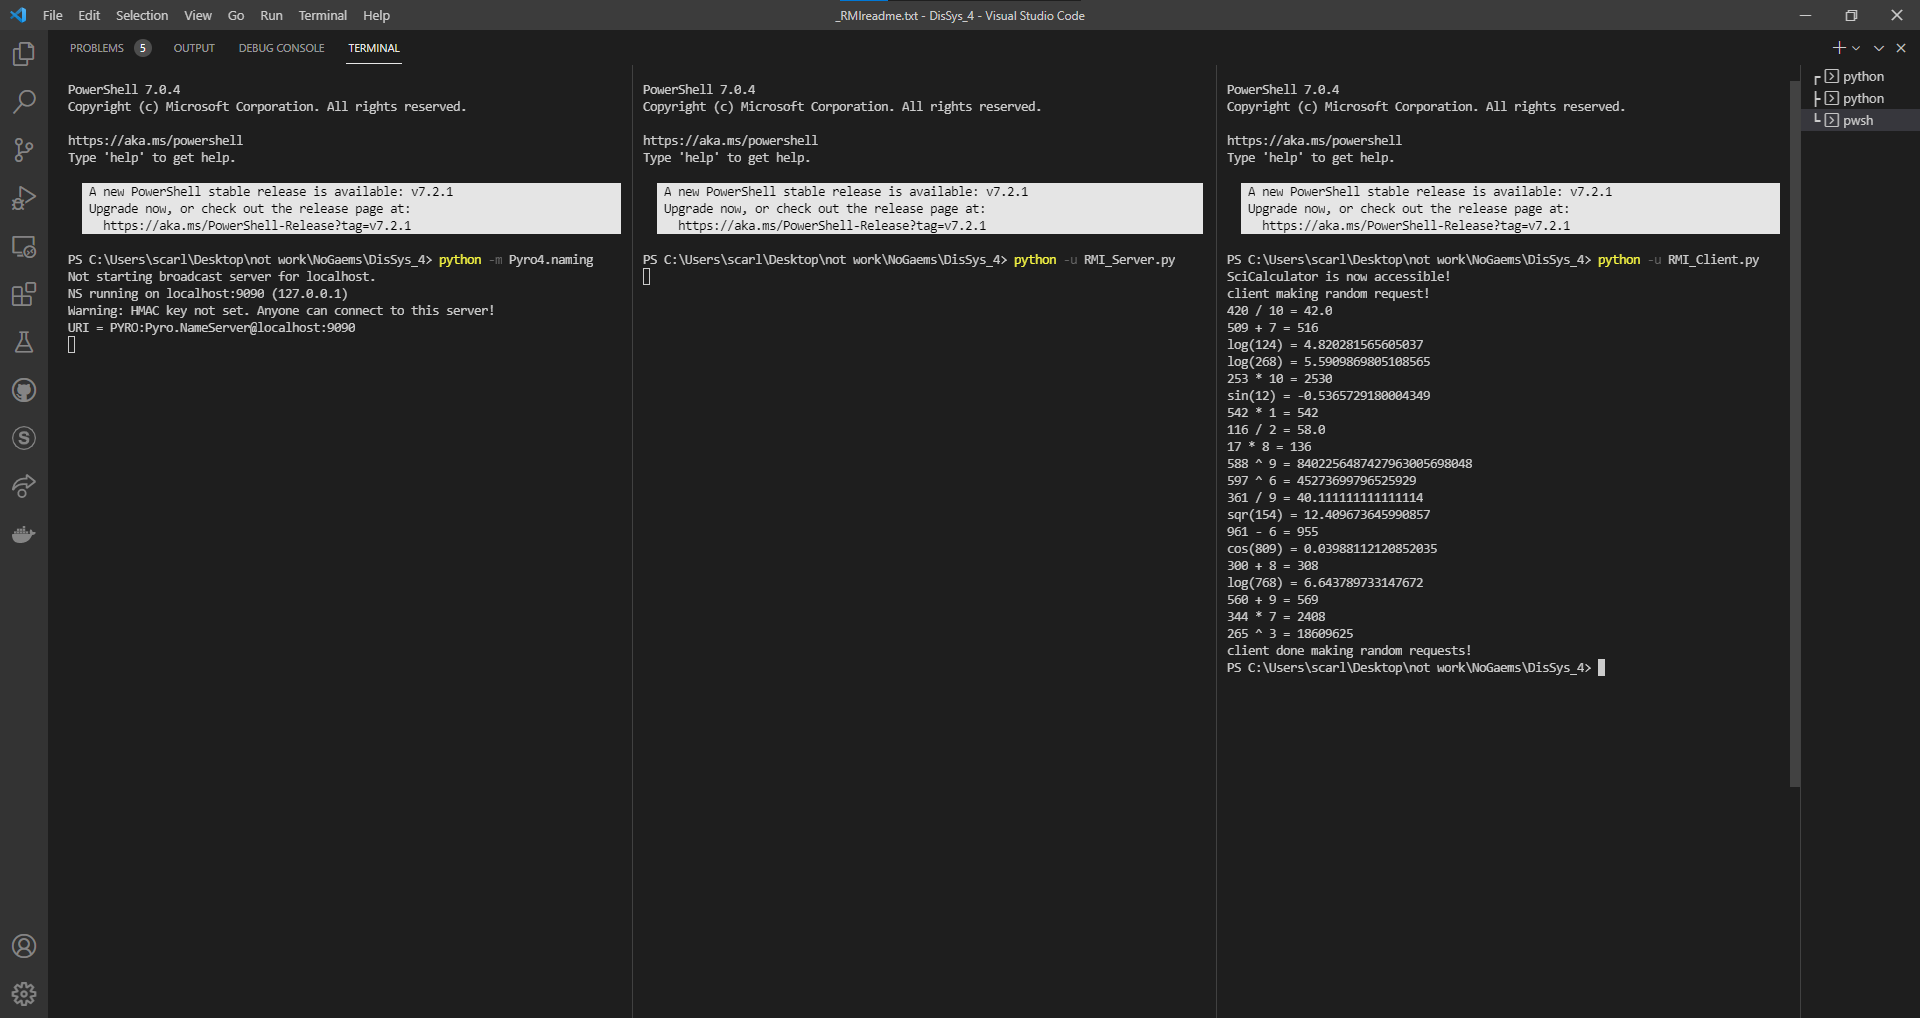 File Edit Selection View Go Run Terminal Help
_RMIreadme.txt - DisSys_4 - Visual Studio Code
PROBLEMS 5 OUTPUT DEBUG CONSOLE TERMINAL
PowerShell 7.0.4
Copyright (c) Microsoft Corporation. All rights reserved.
https://aka.ms/powershell
Type 'help' to get help.
A new PowerShell stable release is available: v7.2.1
Upgrade now, or check out the release page at:
https://aka.ms/PowerShell-Release?tag=v7.2.1
PS C:\Users\scarl\Desktop\not work\NoGaems\DisSys_4> python -m Pyro4.naming
Not starting broadcast server for localhost.
NS running on localhost:9090 (127.0.0.1)
Warning: HMAC key not set. Anyone can connect to this server!
URI = PYRO:Pyro.NameServer@localhost:9090
PowerShell 7.0.4
Copyright (c) Microsoft Corporation. All rights reserved.
https://aka.ms/powershell
Type 'help' to get help.
A new PowerShell stable release is available: v7.2.1
Upgrade now, or check out the release page at:
https://aka.ms/PowerShell-Release?tag=v7.2.1
PS C:\Users\scarl\Desktop\not work\NoGaems\DisSys_4> python -u RMI_Server.py
PowerShell 7.0.4
Copyright (c) Microsoft Corporation. All rights reserved.
https://aka.ms/powershell
Type 'help' to get help.
A new PowerShell stable release is available: v7.2.1
Upgrade now, or check out the release page at:
https://aka.ms/PowerShell-Release?tag=v7.2.1
PS C:\Users\scarl\Desktop\not work\NoGaems\DisSys_4> python -u RMI_Client.py
SciCalculator is now accessible!
client making random request!
420 / 10 = 42.0
509 + 7 = 516
log(124) = 4.820281565605037
log(268) = 5.5909869805108565
253 * 10 = 2530
sin(12) = -0.5365729180004349
542 * 1 = 542
116 / 2 = 58.0
17 * 8 = 136
588 ^ 9 = 8402256487427963005698048
597 ^ 6 = 45273699796525929
361 / 9 = 40.111111111111114
sqr(154) = 12.409673645990857
961 - 6 = 955
cos(809) = 0.03988112120852035
300 + 8 = 308
log(768) = 6.643789733147672
560 + 9 = 569
344 * 7 = 2408
265 ^ 3 = 18609625
client done making random requests!
PS C:\Users\scarl\Desktop\not work\NoGaems\DisSys_4>
python
python
pwsh